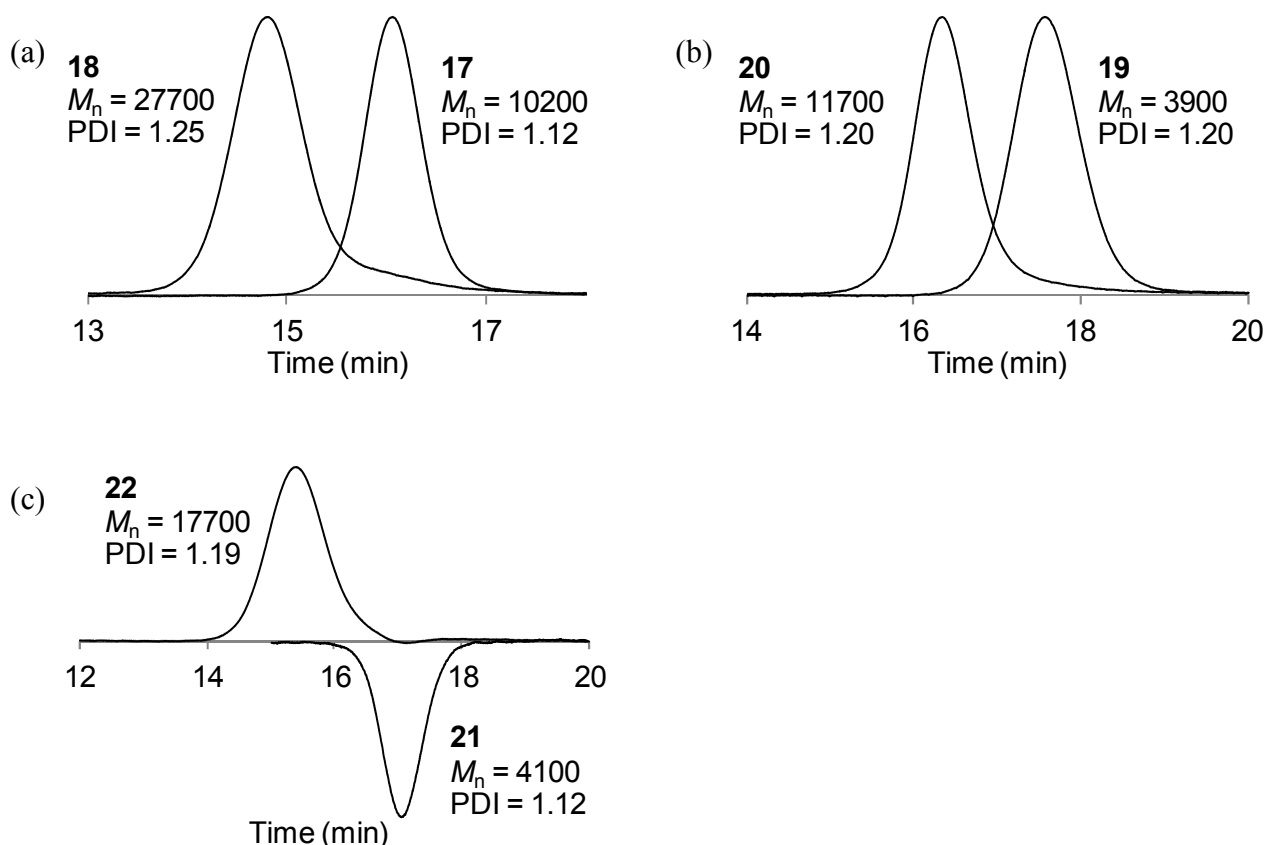 (a)
18
Mn = 27700
PDI = 1.25
17
Mn = 10200
PDI = 1.12
13
15
17
Time (min)
(b)
20
Mn = 11700
PDI = 1.20
19
Mn = 3900
PDI = 1.20
14
16
18
20
Time (min)
(c)
22
Mn = 17700
PDI = 1.19
12
14
16
18
20
21
Mn = 4100
PDI = 1.12
Time (min)